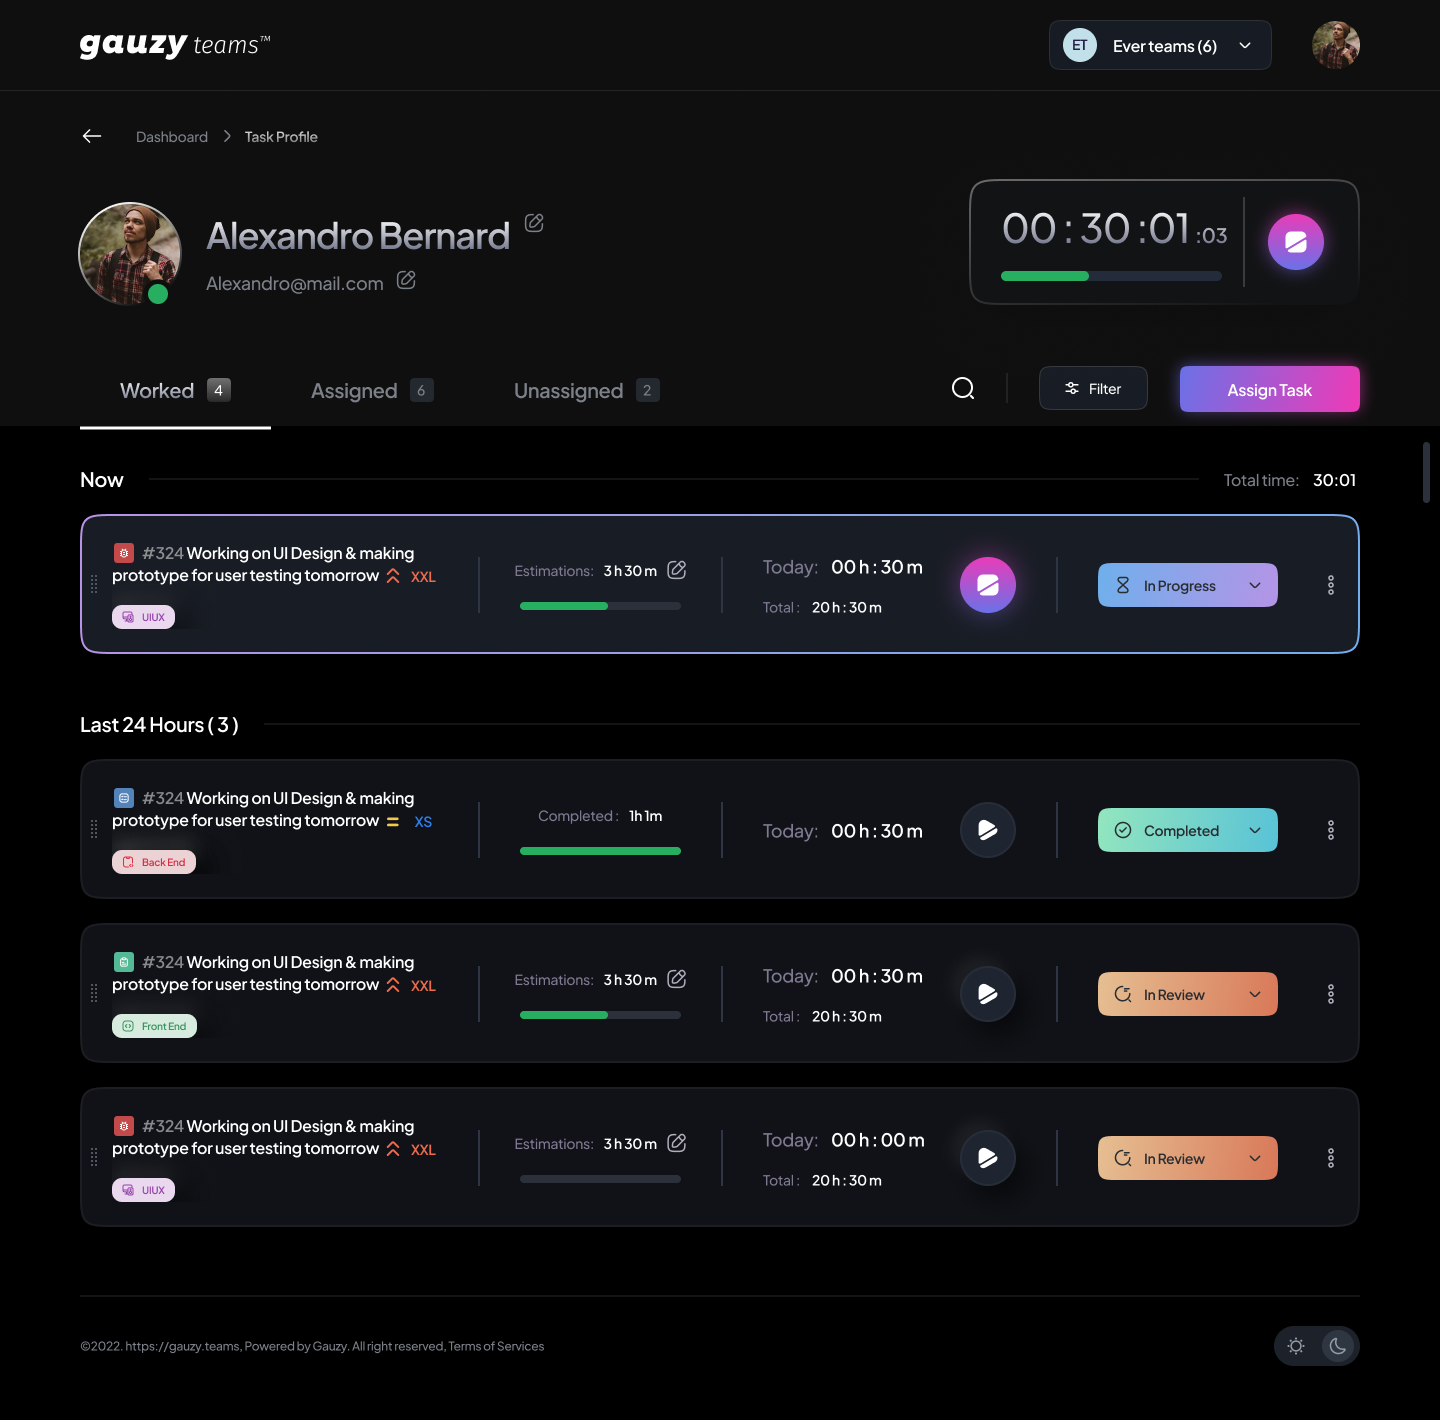 gauzy teams™
ET Ever teams (6)
Dashboard > Task Profile
Alexandro Bernard
Alexandro@mail.com
00 : 30 :01 :03
Worked 4 Assigned 6 Unassigned 2
Filter
Assign Task
Now
Total time: 30:01
#324 Working on UI Design & making
prototype for user testing tomorrow XXL
UIUX
Estimations: 3 h 30 m
Today: 00 h : 30 m
Total : 20 h : 30 m
In Progress
Last 24 Hours ( 3 )
#324 Working on UI Design & making
prototype for user testing tomorrow XS
Back End
Completed : 1h 1m
Today: 00 h : 30 m
Completed
#324 Working on UI Design & making
prototype for user testing tomorrow XXL
Front End
Estimations: 3 h 30 m
Today: 00 h : 30 m
Total : 20 h : 30 m
In Review
#324 Working on UI Design & making
prototype for user testing tomorrow XXL
UIUX
Estimations: 3 h 30 m
Today: 00 h : 00 m
Total : 20 h : 30 m
In Review
©2022. https://gauzy.teams, Powered by Gauzy. All right reserved, Terms of Services